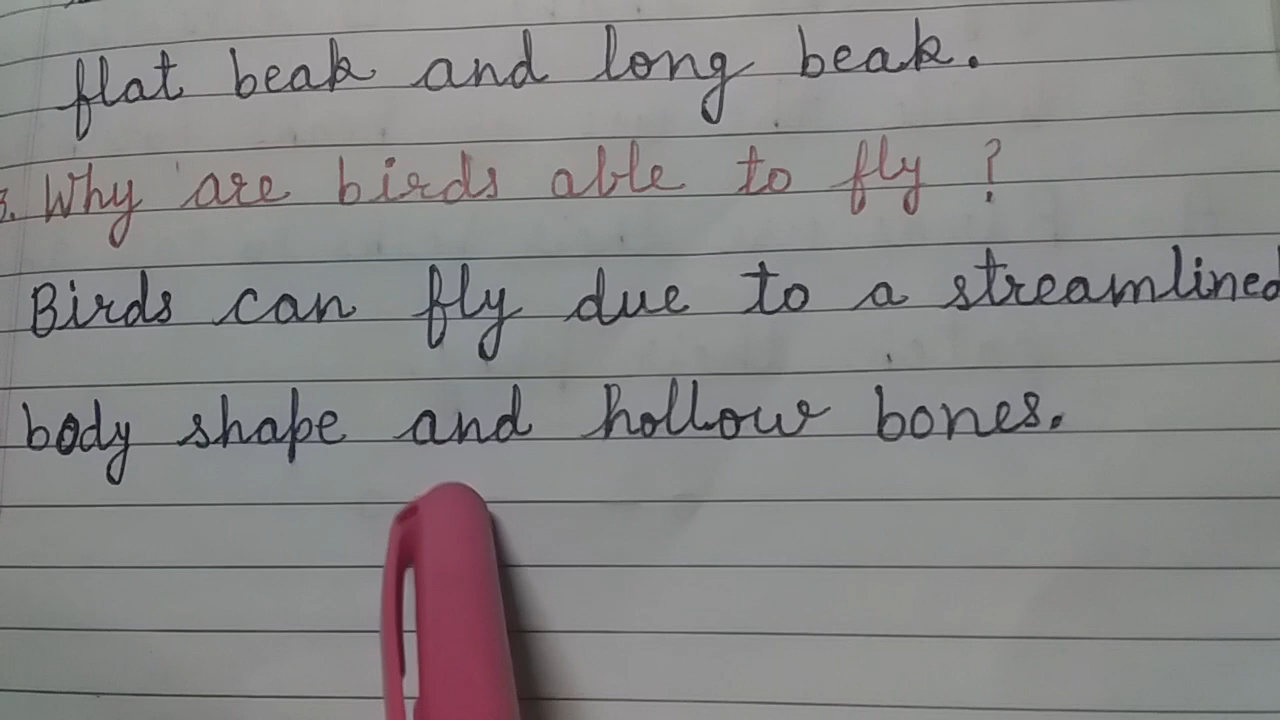 flat beak and long beak.
3. Why are birds able to fly ?
Birds can fly due to a streamlined
body shape and hollow bones.